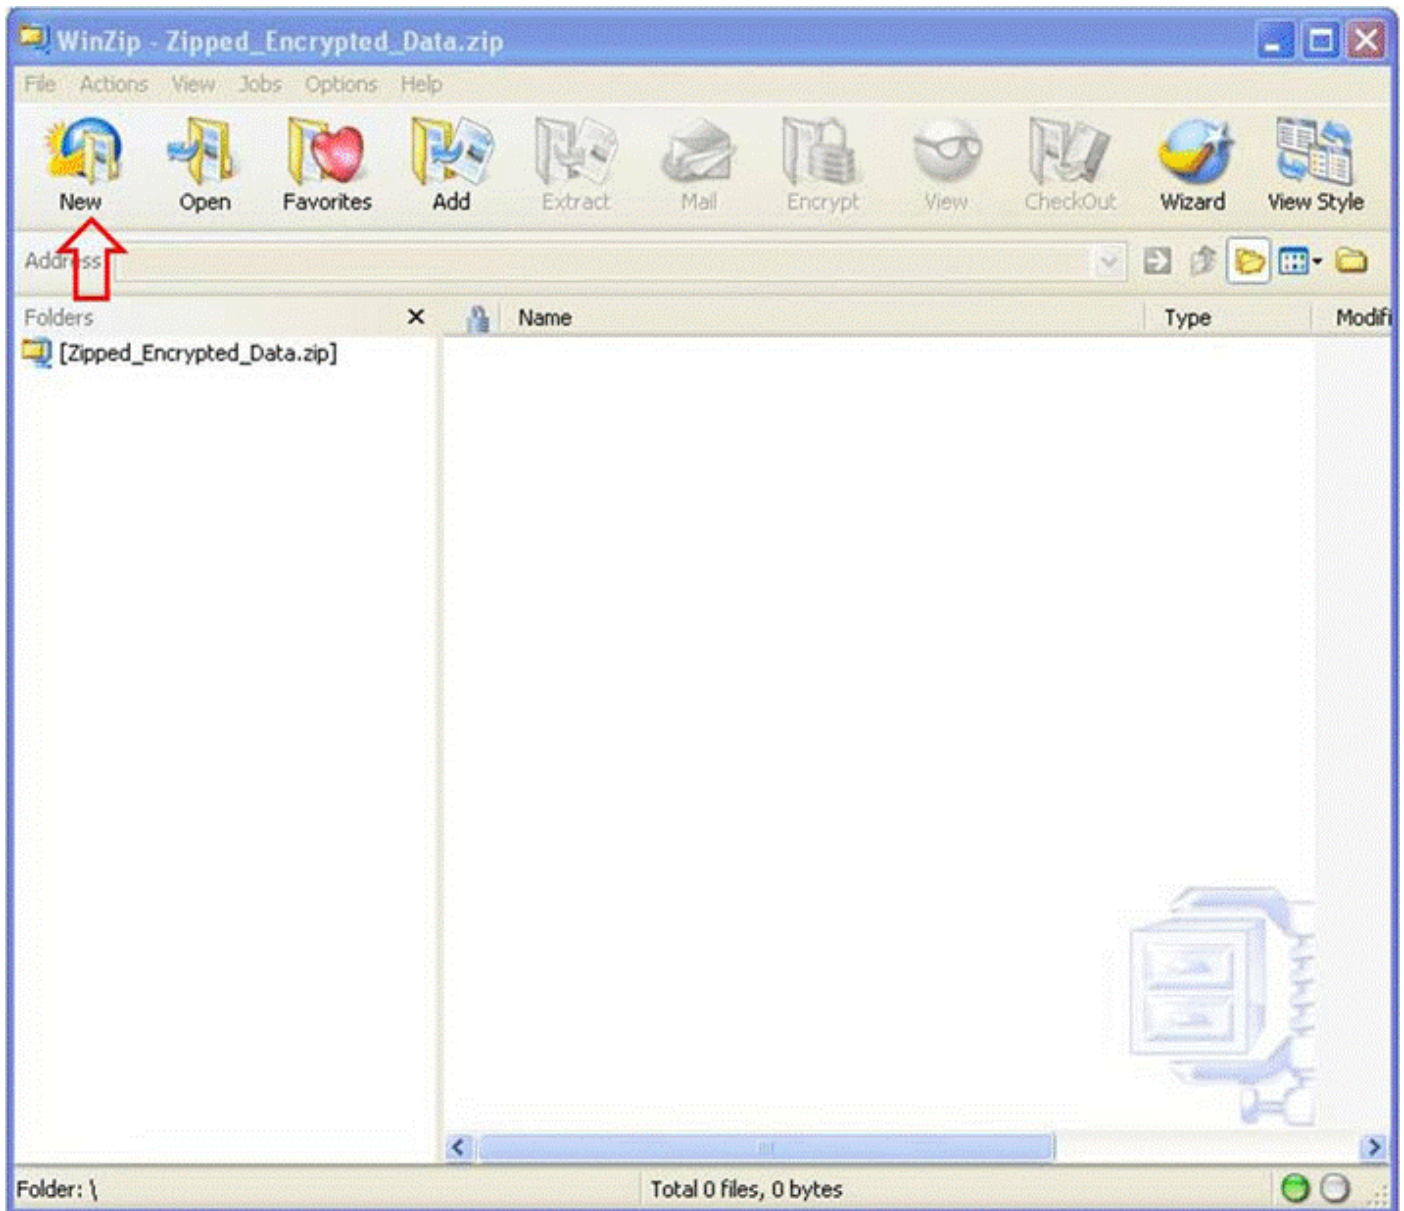 WinZip - Zipped_Encrypted_Data.zip
File Actions View Jobs Options Help
New Open Favorites Add Extract Mail Encrypt View CheckOut Wizard View Style
Address
Folders Name Type Modifi
[Zipped_Encrypted_Data.zip]
Folder: \ Total 0 files, 0 bytes